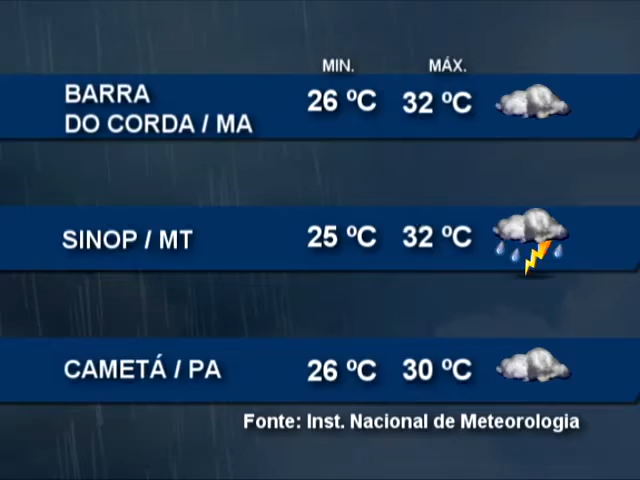 MIN. MÁX.
BARRA
DO CORDA / MA 26 ºC 32 ºC
SINOP / MT 25 ºC 32 ºC
CAMETÁ / PA 26 ºC 30 ºC
Fonte: Inst. Nacional de Meteorologia